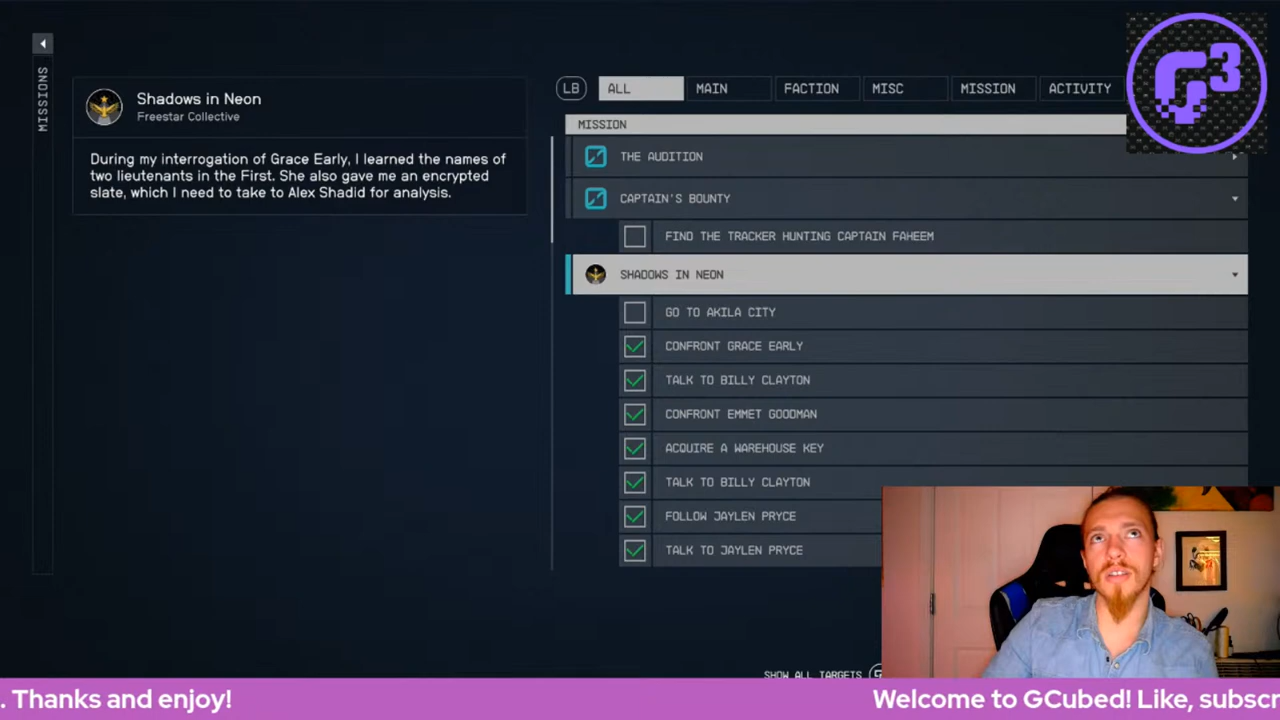 MISSIONS
Shadows in Neon
Freestar Collective
During my interrogation of Grace Early, I learned the names of
two lieutenants in the First. She also gave me an encrypted
slate, which I need to take to Alex Shadid for analysis.
LB ALL MAIN FACTION MISC MISSION ACTIVITY
MISSION
THE AUDITION
CAPTAIN'S BOUNTY
FIND THE TRACKER HUNTING CAPTAIN FAHEEM
SHADOWS IN NEON
GO TO AKILA CITY
CONFRONT GRACE EARLY
TALK TO BILLY CLAYTON
CONFRONT EMMET GOODMAN
ACQUIRE A WAREHOUSE KEY
TALK TO BILLY CLAYTON
FOLLOW JAYLEN PRYCE
TALK TO JAYLEN PRYCE
SHOW ALL TARGETS
G3
. Thanks and enjoy! Welcome to GCubed! Like, subscr